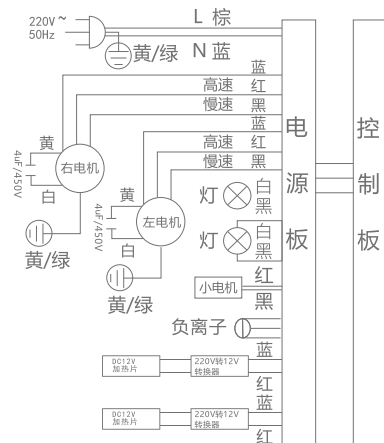 220V～
50Hz
L 棕
黄/绿
N 蓝
蓝
高速 红
慢速 黑
蓝
高速 红
慢速 黑
黄
右电机
4uF/450V
白
黄/绿
黄
左电机
4uF/450V
白
黄/绿
灯
白
黑
灯
白
黑
小电机
红
黑
负离子
蓝
DC12V
加热片
220V转12V
转换器
红
蓝
DC12V
加热片
220V转12V
转换器
红
电源板
控制板